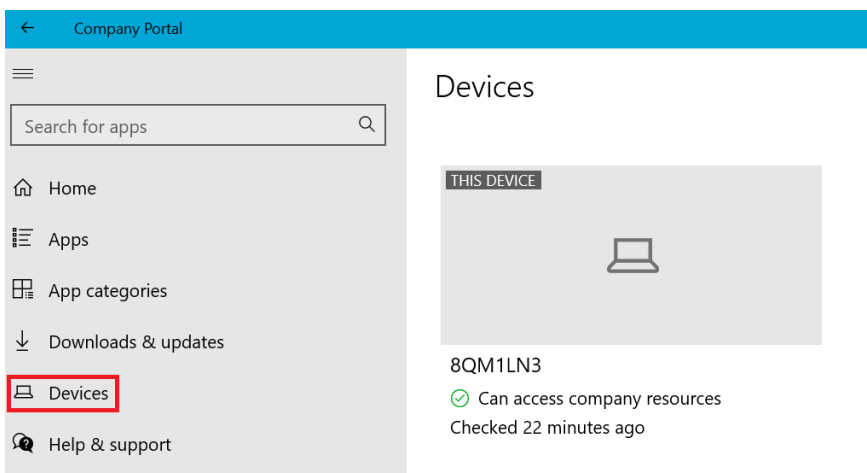 Company Portal
Search for apps
Home
Apps
App categories
Downloads & updates
Devices
Help & support
Devices
THIS DEVICE
8QM1LN3
Can access company resources
Checked 22 minutes ago